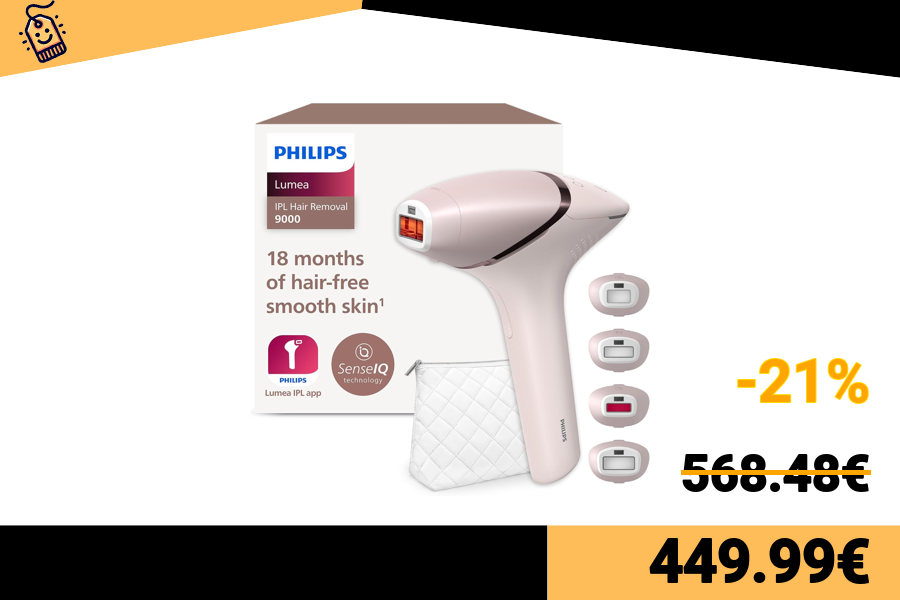 PHILIPS
Lumea
IPL Hair Removal
9000
18 months
of hair-free
smooth skin¹
PHILIPS
SenseIQ
technology
Lumea IPL app
PHILIPS
-21%
568.48€
449.99€